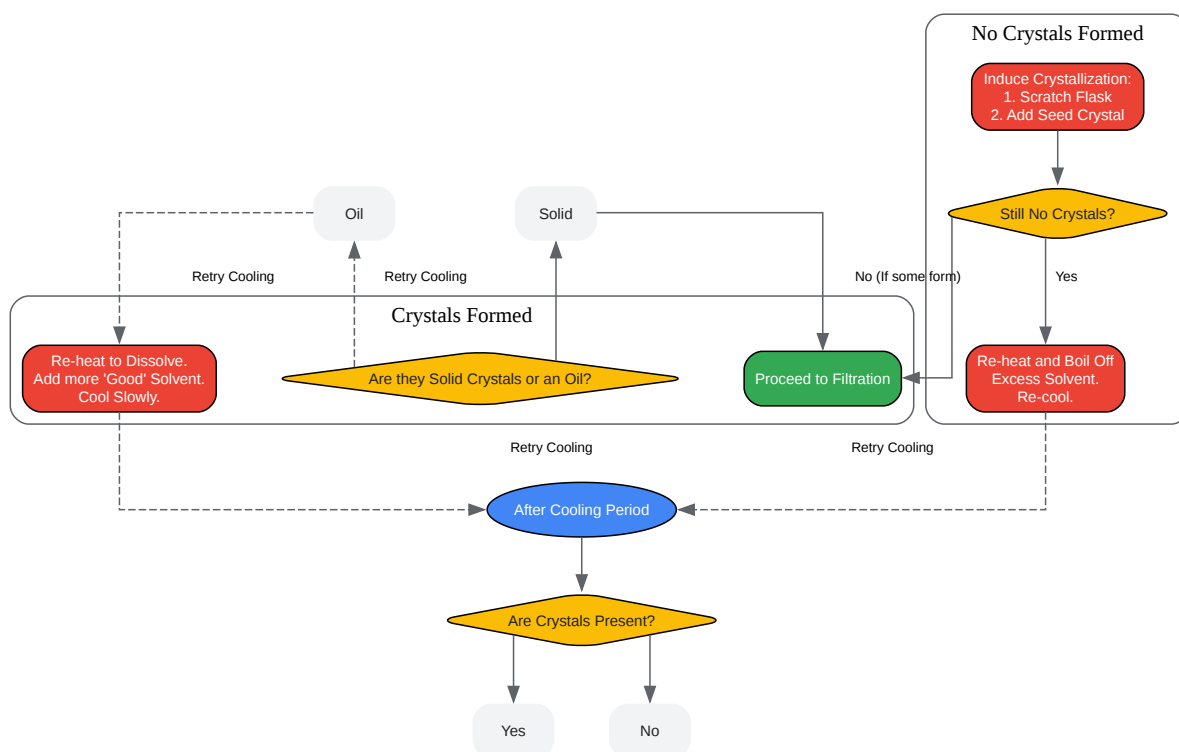 No Crystals Formed
Induce Crystallization:
1. Scratch Flask
2. Add Seed Crystal
Oil
Solid
Still No Crystals?
Retry Cooling
Retry Cooling
No (If some form)
Yes
Crystals Formed
Re-heat to Dissolve.
Add more 'Good' Solvent.
Cool Slowly.
Are they Solid Crystals or an Oil?
Proceed to Filtration
Re-heat and Boil Off
Excess Solvent.
Re-cool.
Retry Cooling
Retry Cooling
After Cooling Period
Are Crystals Present?
Yes
No